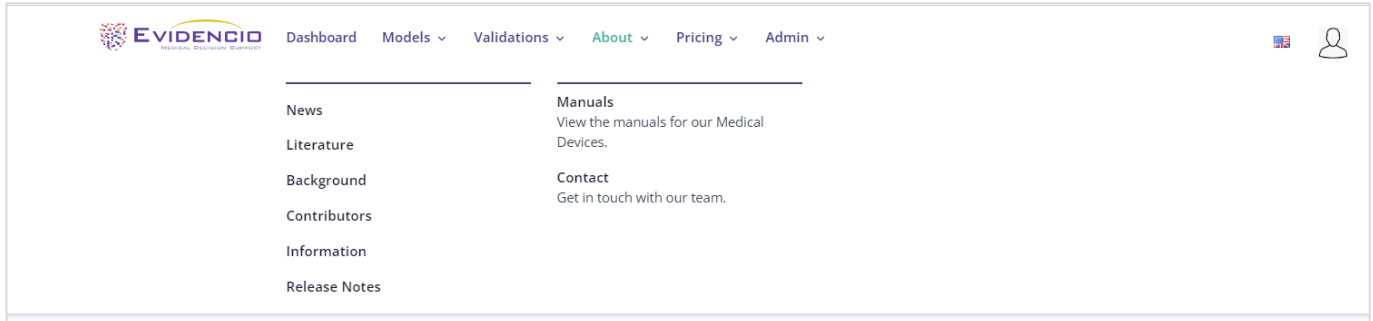 EVIDENCIO
MEDICAL DECISION SUPPORT
Dashboard Models Validations About Pricing Admin
News
Literature
Background
Contributors
Information
Release Notes
Manuals
View the manuals for our Medical
Devices.
Contact
Get in touch with our team.